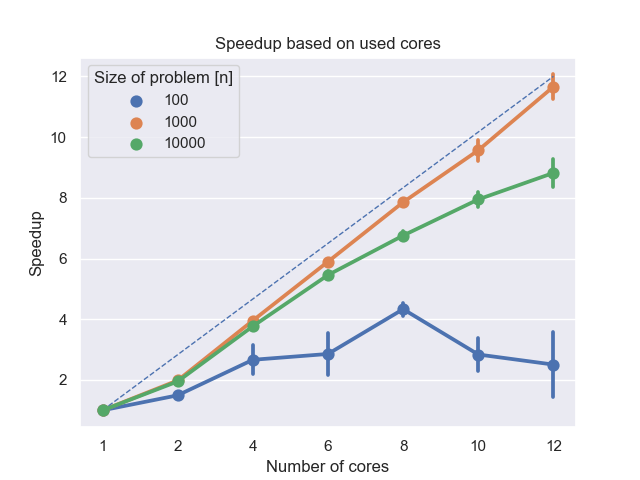 Speedup based on used cores
Size of problem [n]
100
1000
10000
12
10
8
6
4
2
Speedup
1 2 4 6 8 10 12
Number of cores